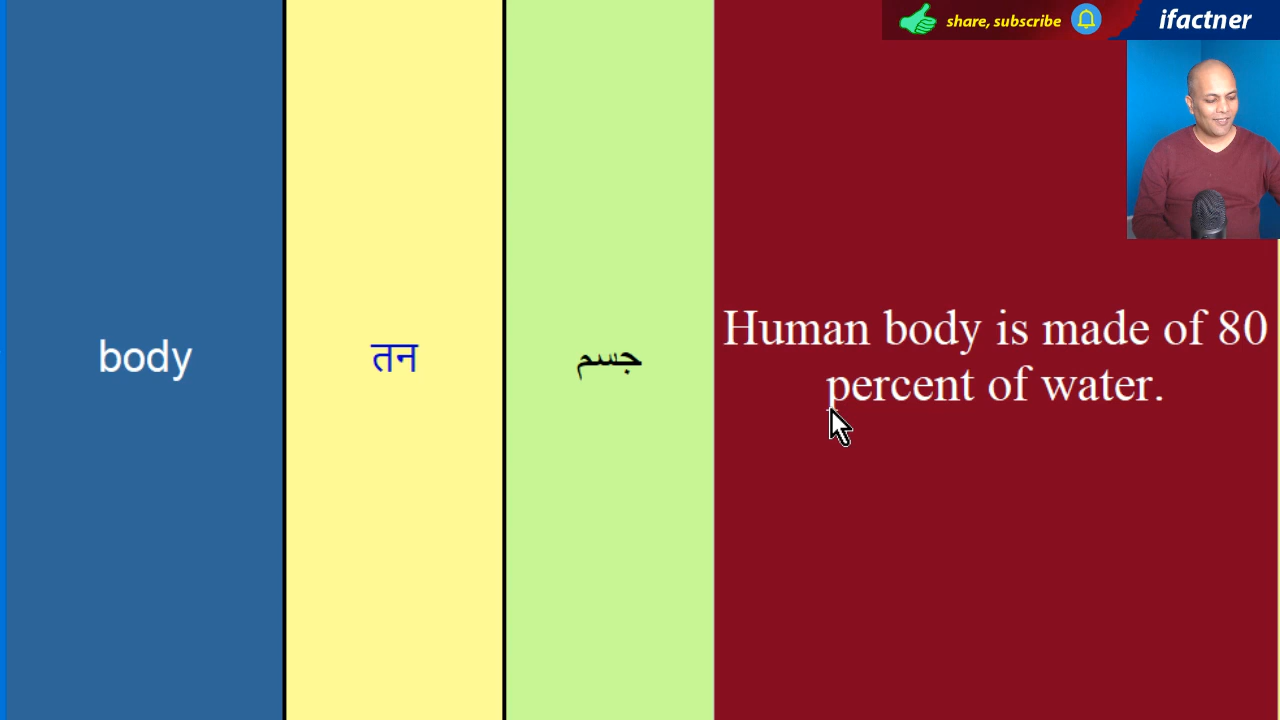 share, subscribe
ifactner
body
तन
جسم
Human body is made of 80
percent of water.